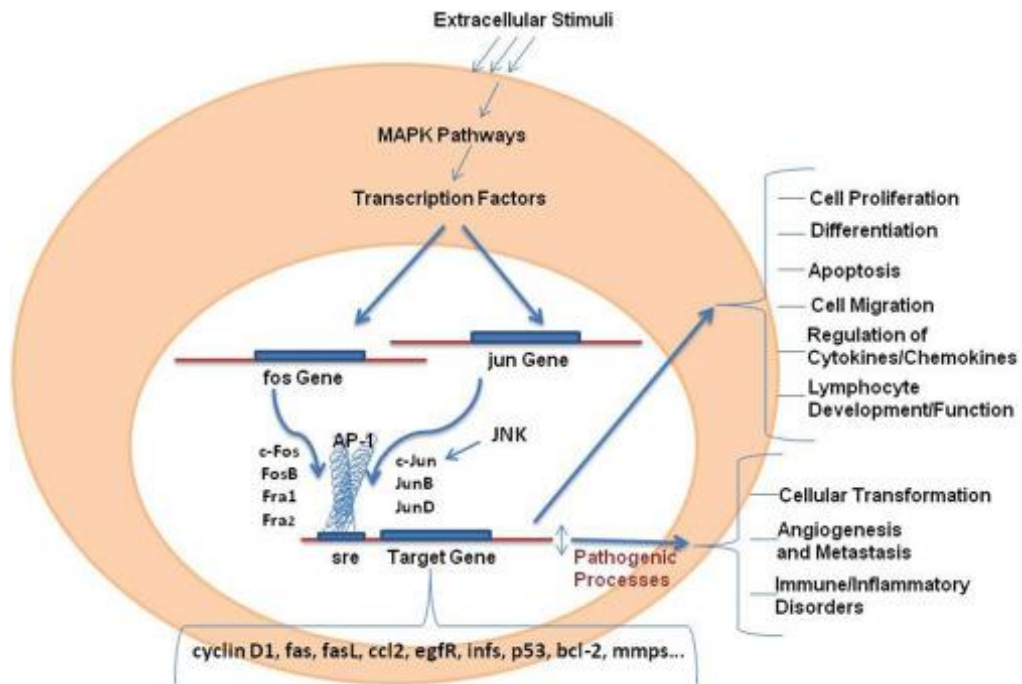 Extracellular Stimuli
MAPK Pathways
Transcription Factors
fos Gene
jun Gene
AP-1
c-Fos
FosB
Fra1
Fra2
c-Jun
JunB
JunD
JNK
sre
Target Gene
Pathogenic
Processes
cyclin D1, fas, fasL, ccl2, egfR, infs, p53, bcl-2, mmps...
Cell Proliferation
Differentiation
Apoptosis
Cell Migration
Regulation of
Cytokines/Chemokines
Lymphocyte
Development/Function
Cellular Transformation
Angiogenesis
and Metastasis
Immune/Inflammatory
Disorders